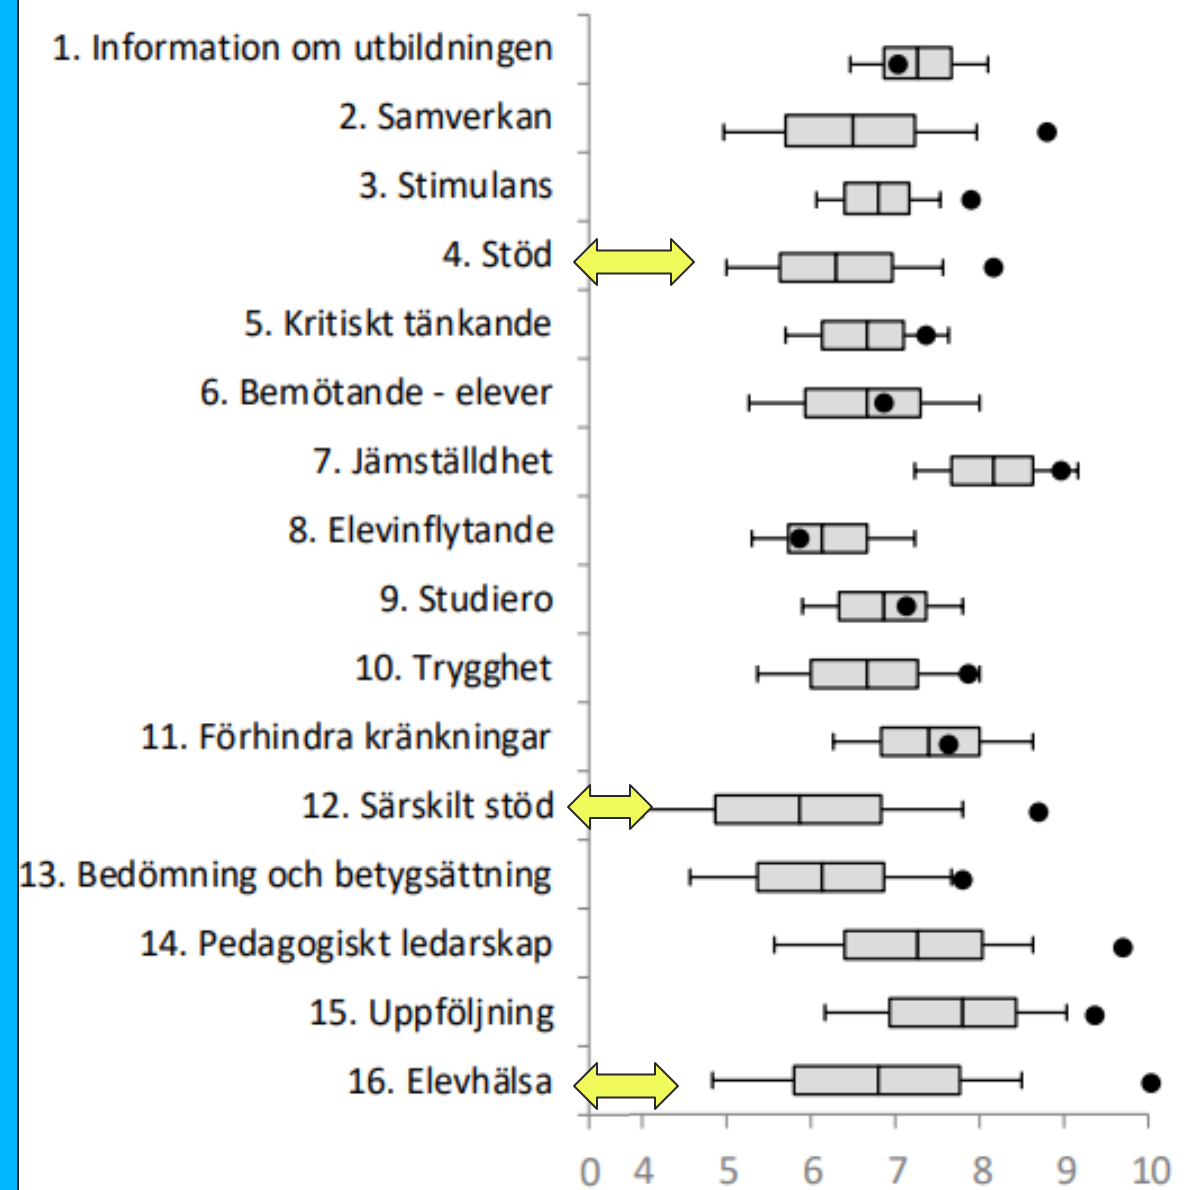 1. Information om utbildningen
2. Samverkan
3. Stimulans
4. Stöd
5. Kritiskt tänkande
6. Bemötande - elever
7. Jämställdhet
8. Elevinflytande
9. Studiero
10. Trygghet
11. Förhindra kränkningar
12. Särskilt stöd
13. Bedömning och betygsättning
14. Pedagogiskt ledarskap
15. Uppföljning
16. Elevhälsa
0 4 5 6 7 8 9 10